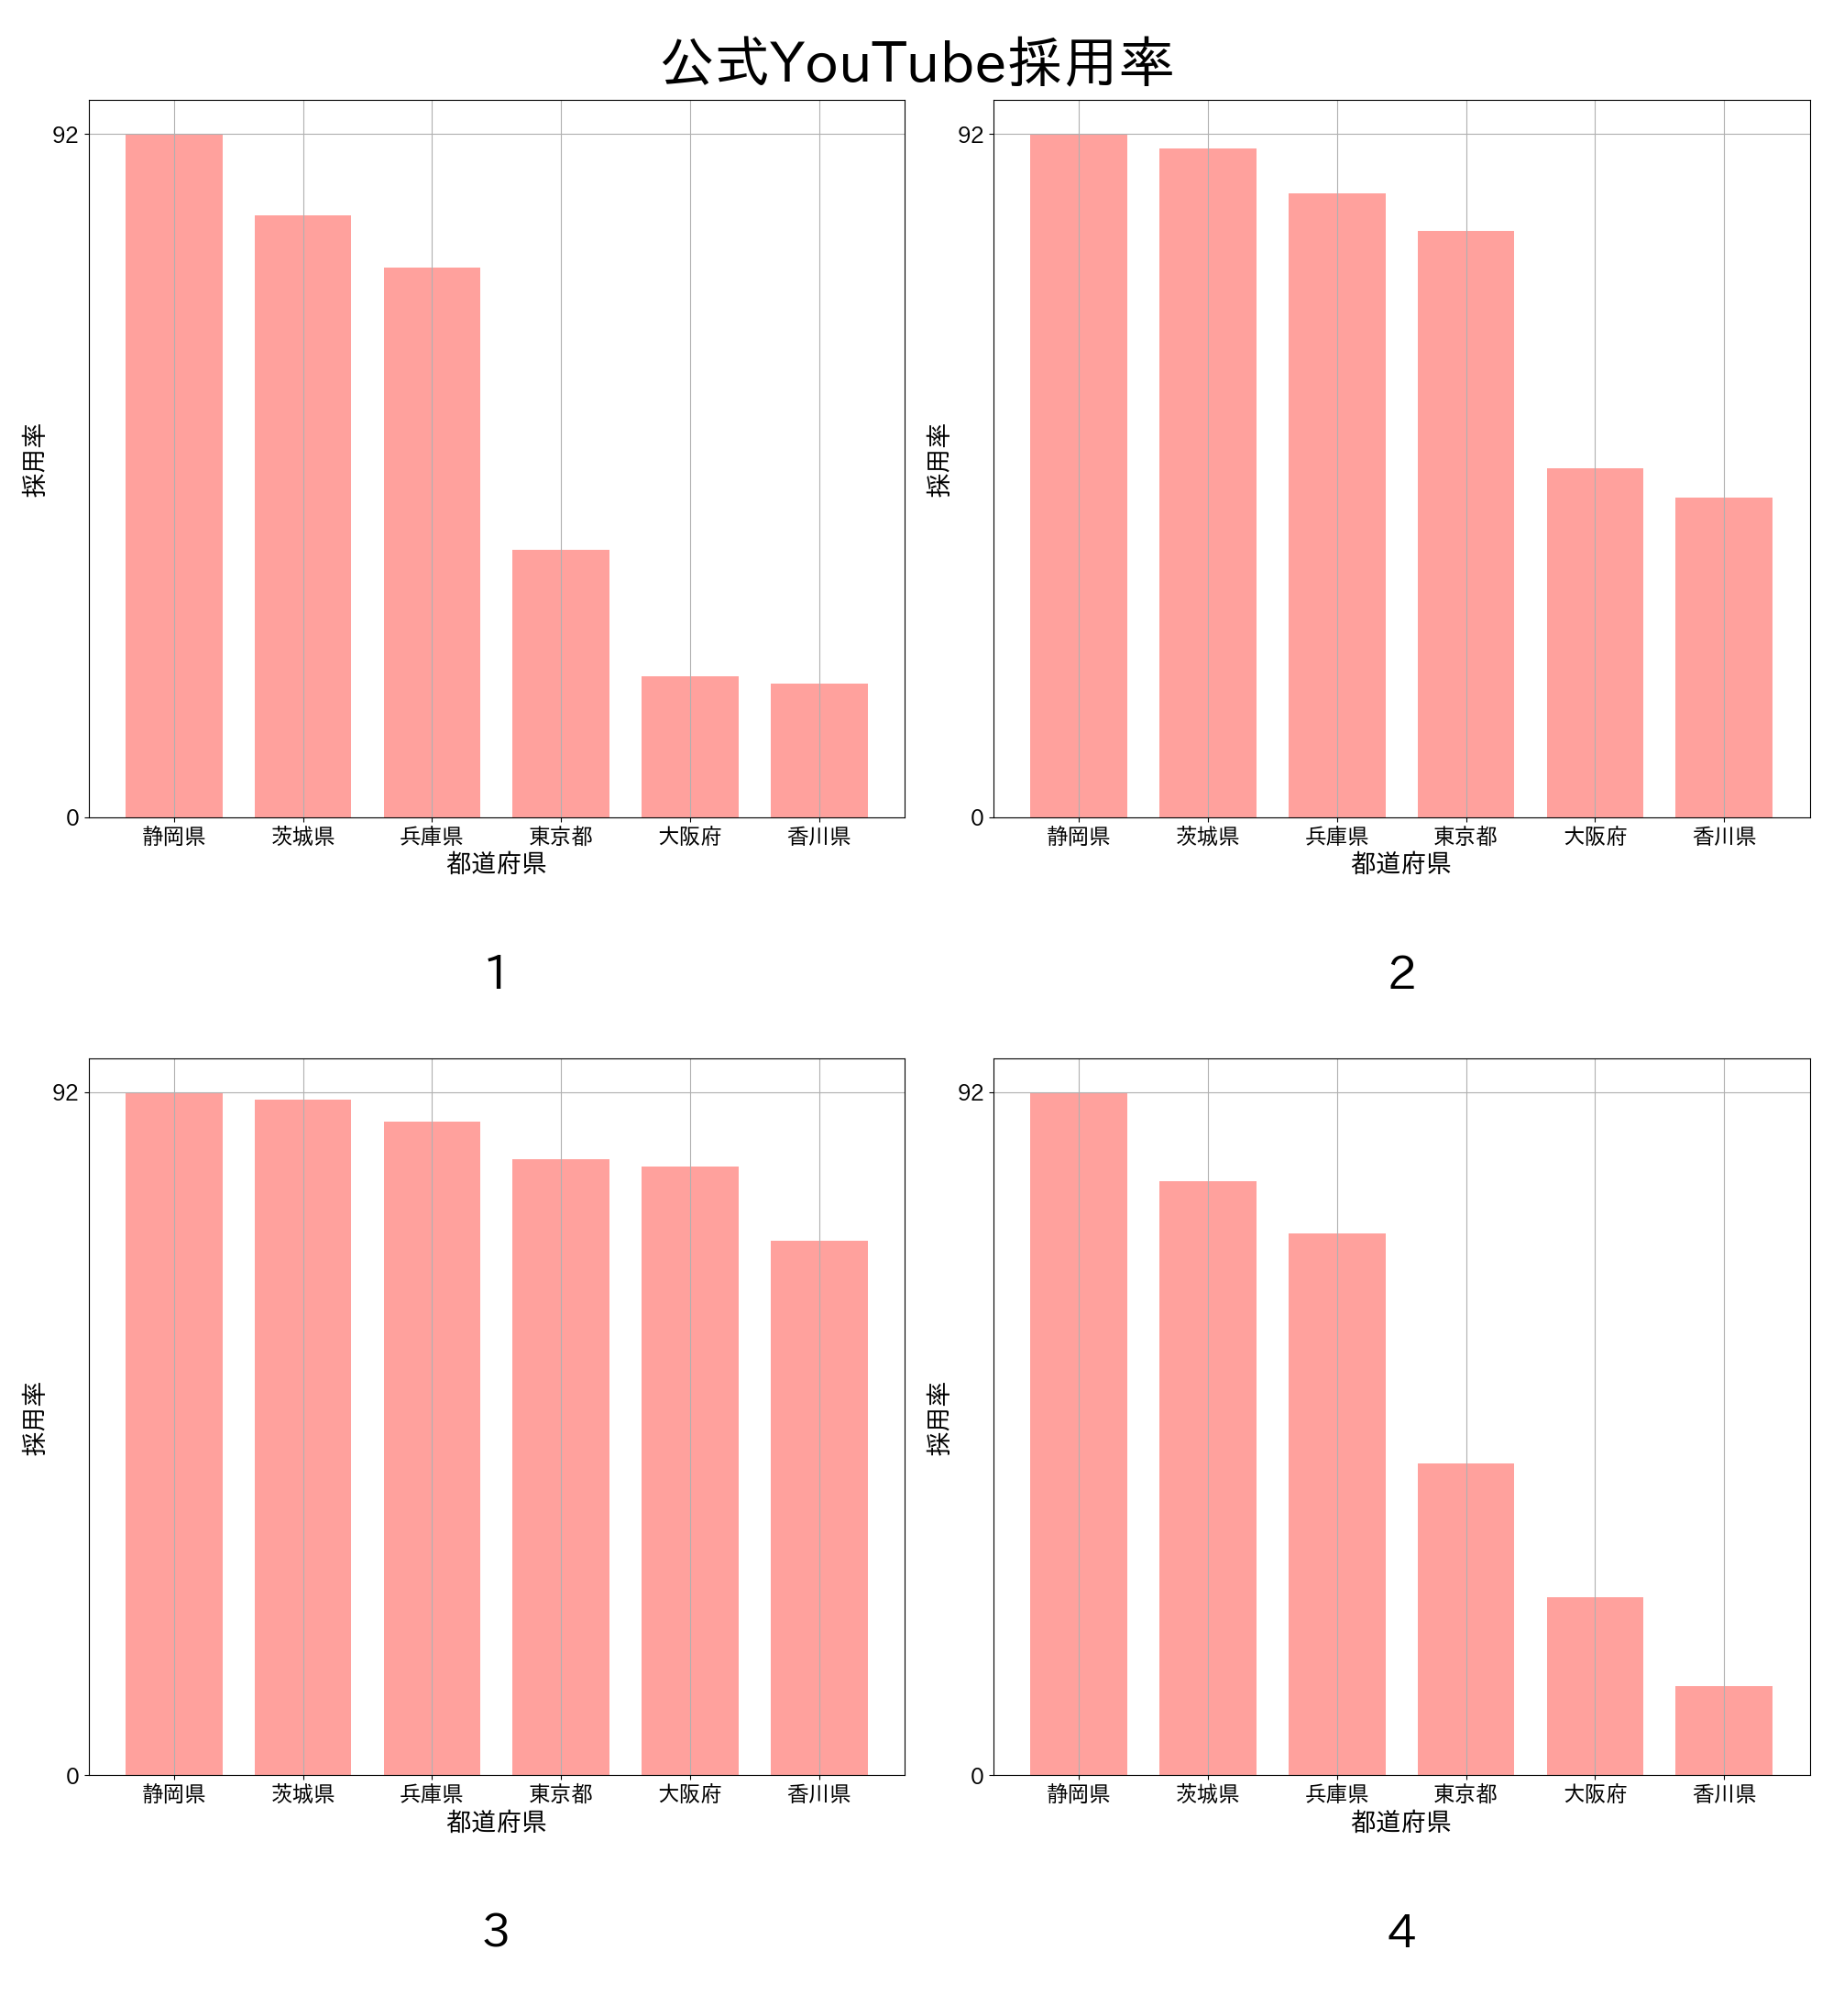 公式YouTube採用率
92
採用率
0
静岡県 茨城県 兵庫県 東京都 大阪府 香川県
都道府県
1
92
採用率
0
静岡県 茨城県 兵庫県 東京都 大阪府 香川県
都道府県
2
92
採用率
0
静岡県 茨城県 兵庫県 東京都 大阪府 香川県
都道府県
3
92
採用率
0
静岡県 茨城県 兵庫県 東京都 大阪府 香川県
都道府県
4